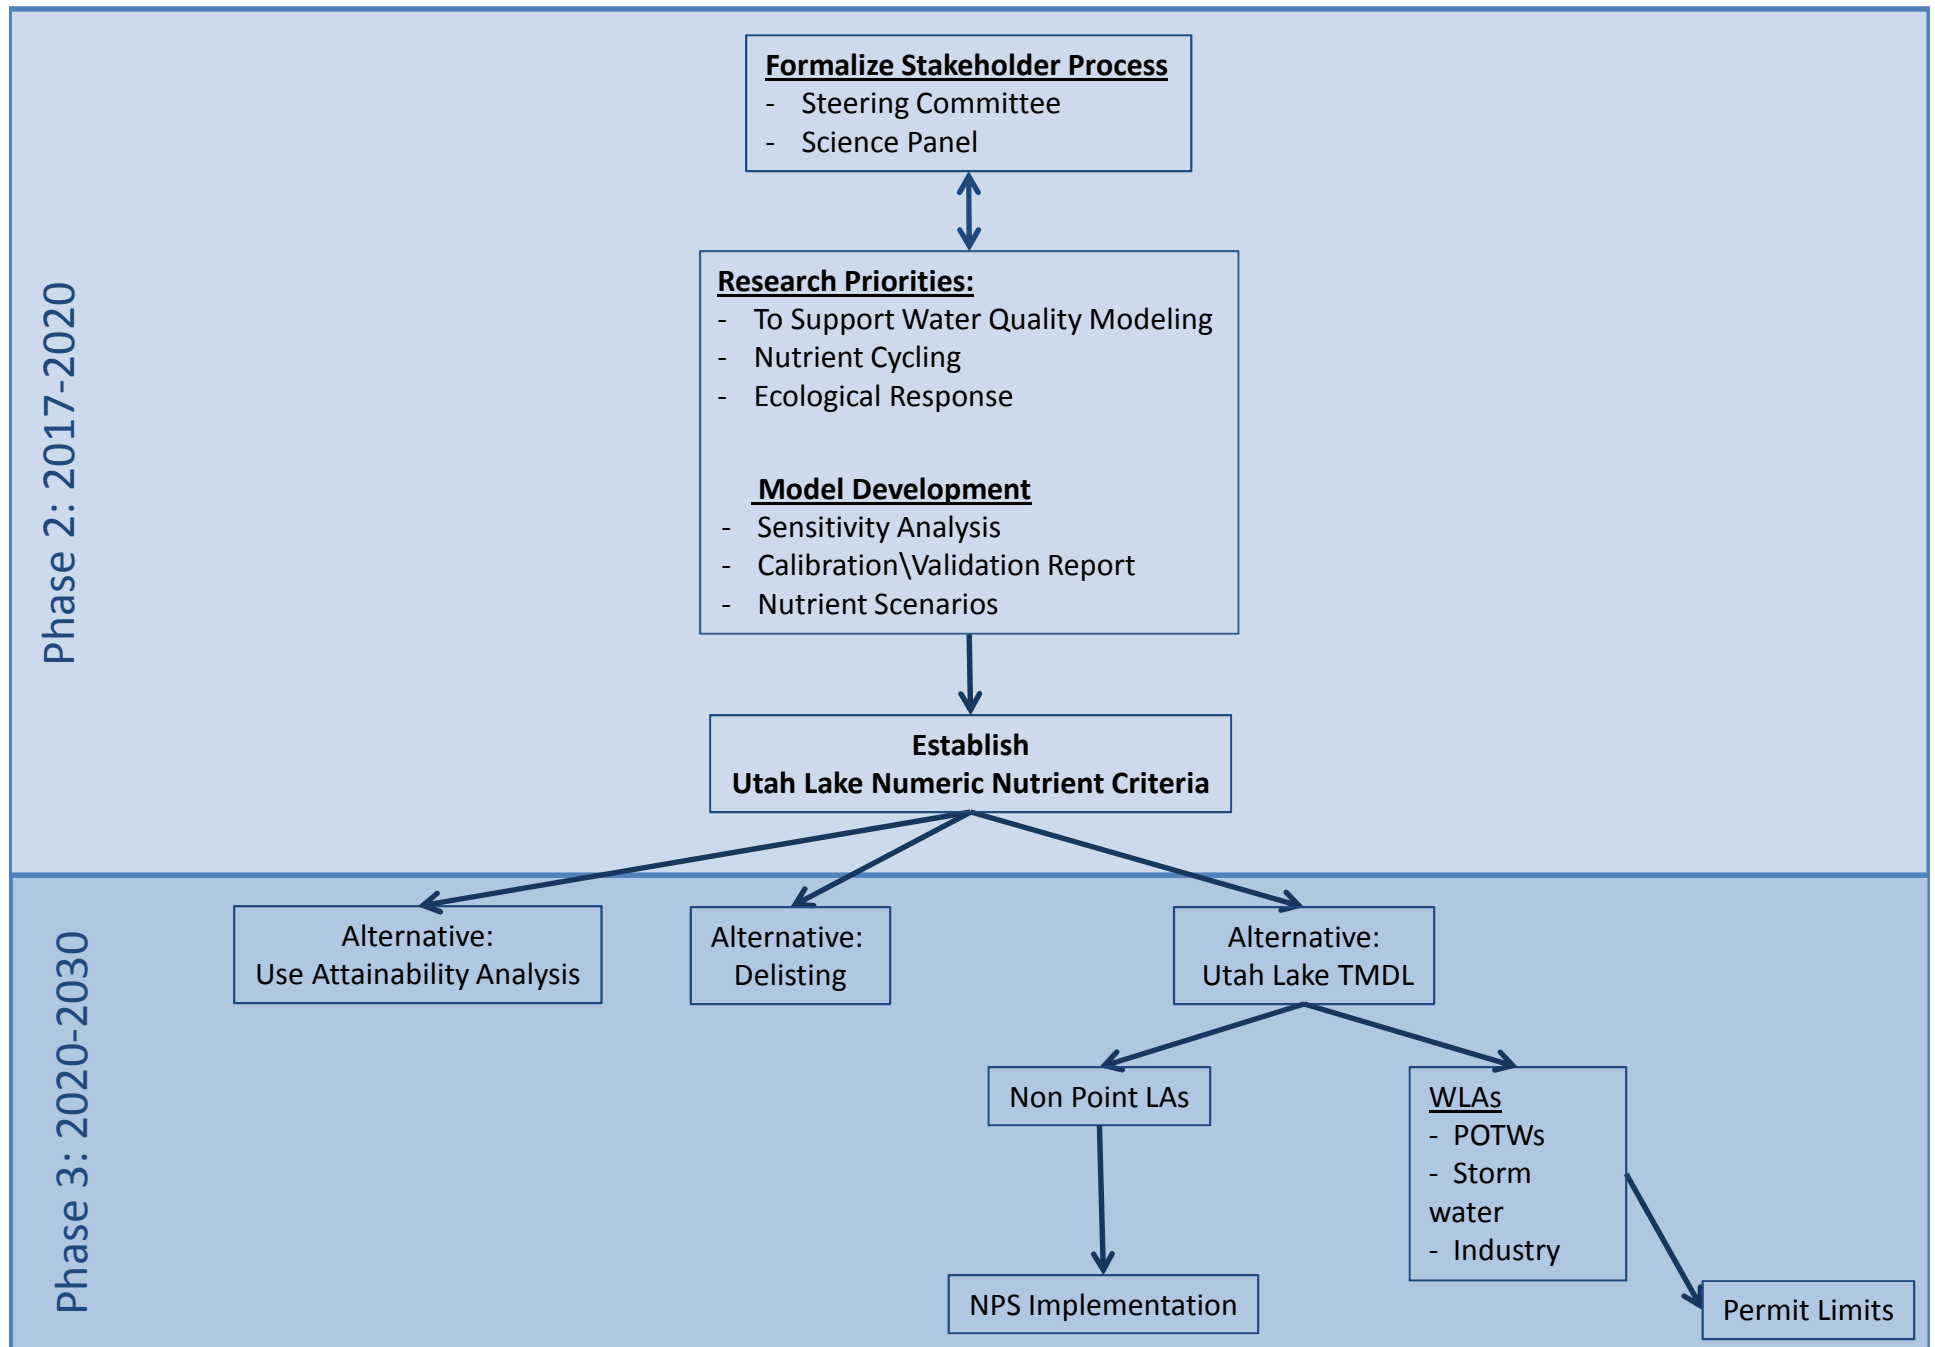 Formalize Stakeholder Process
- Steering Committee
- Science Panel
Phase 2: 2017-2020
Research Priorities:
- To Support Water Quality Modeling
- Nutrient Cycling
- Ecological Response
Model Development
- Sensitivity Analysis
- Calibration\Validation Report
- Nutrient Scenarios
Establish
Utah Lake Numeric Nutrient Criteria
Phase 3: 2020-2030
Alternative:
Use Attainability Analysis
Alternative:
Delisting
Alternative:
Utah Lake TMDL
Non Point LAs
WLAs
- POTWs
- Storm
water
- Industry
NPS Implementation
Permit Limits